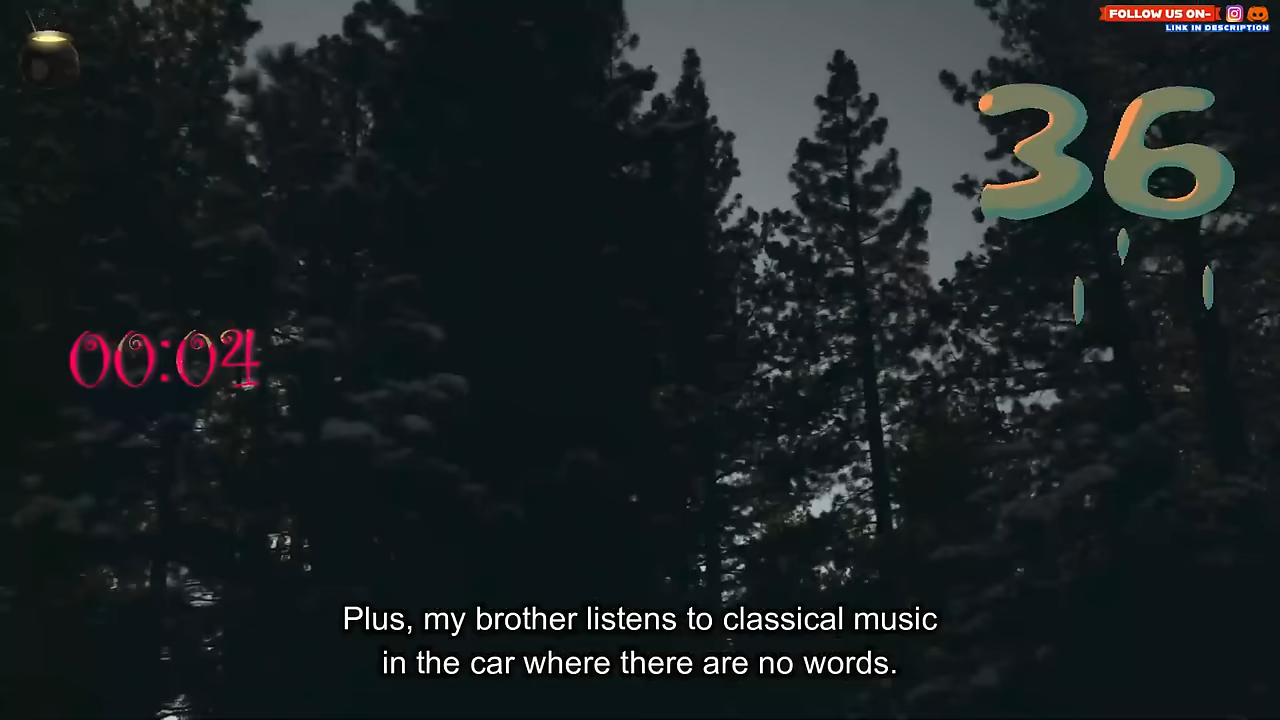 FOLLOW US ON-
LINK IN DESCRIPTION
36
00:04
Plus, my brother listens to classical music
in the car where there are no words.